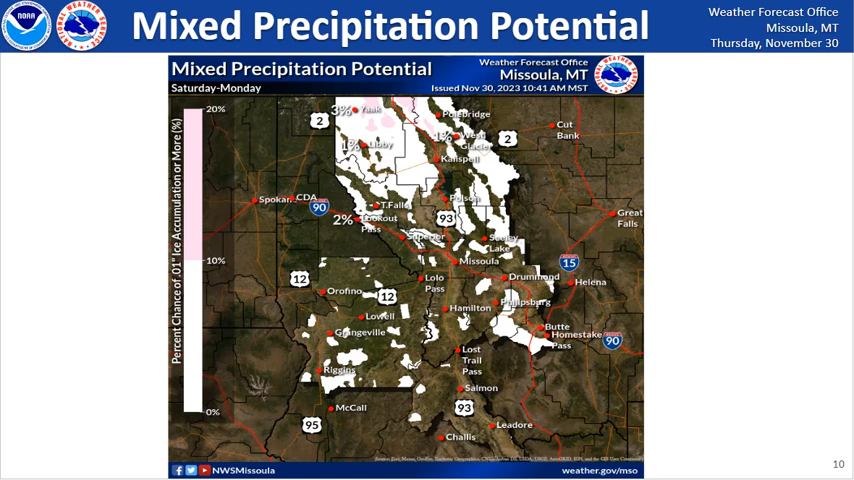 NOAA
Mixed Precipitation Potential
Weather Forecast Office
Missoula, MT
Thursday, November 30
Mixed Precipitation Potential
Saturday-Monday
Weather Forecast Office
Missoula, MT
Issued Nov 30, 2023 10:41 AM MST
Percent Chance of .01" Ice Accumulation or More (%)
20%
10%
0%
3% Yaak
2
Polebridge
1% West
Glacier
2
Cut
Bank
1% Libby
Kalispell
Spokan
CDA
90
T.Falls
Polson
2% Lookout
Pass
93
Great
Falls
Superior
Seeley
Lake
Missoula
15
12
Lolo
Pass
Drummond
Helena
Orofino
12
Hamilton
Philipsburg
Lowell
Grangeville
Butte
Homestake
Pass
90
Lost
Trail
Pass
Riggins
Salmon
McCall
93
95
Leadore
Challis
NWSMissoula
weather.gov/mso
10